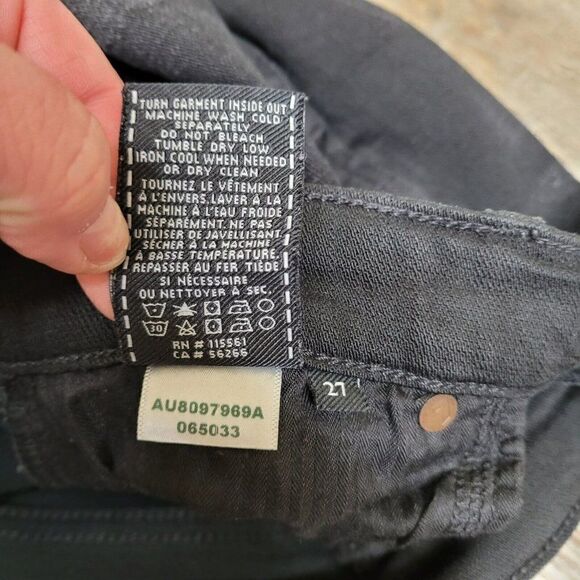 TURN GARMENT INSIDE OUT
MACHINE WASH COLD
SEPARATELY
DO NOT BLEACH
TUMBLE DRY LOW
IRON COOL WHEN NEEDED
OR DRY CLEAN
TOURNEZ LE VÊTEMENT
À L'ENVERS. LAVER À LA
MACHINE À L'EAU FROIDE
SÉPARÉMENT. NE PAS
UTILISER DE JAVELLISANT
SÉCHER À LA MACHINE
À BASSE TEMPÉRATURE.
REPASSER AU FER TIÈDE
SI NÉCESSAIRE
OU NETTOYER À SEC.
30
RN # 115561
CA # 56266
AU8097969A
065033
27